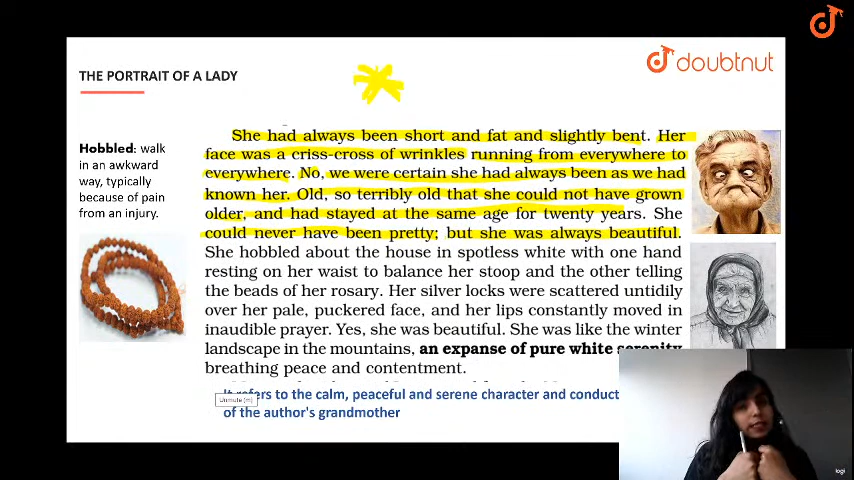 doubtnut
THE PORTRAIT OF A LADY
Hobbled: walk
in an awkward
way, typically
because of pain
from an injury.
She had always been short and fat and slightly bent. Her
face was a criss-cross of wrinkles running from everywhere to
everywhere. No, we were certain she had always been as we had
known her. Old, so terribly old that she could not have grown
older, and had stayed at the same age for twenty years. She
could never have been pretty; but she was always beautiful.
She hobbled about the house in spotless white with one hand
resting on her waist to balance her stoop and the other telling
the beads of her rosary. Her silver locks were scattered untidily
over her pale, puckered face, and her lips constantly moved in
inaudible prayer. Yes, she was beautiful. She was like the winter
landscape in the mountains, an expanse of pure white serenity
breathing peace and contentment.
It refers to the calm, peaceful and serene character and conduct
of the author's grandmother
Unmute (m)
logi